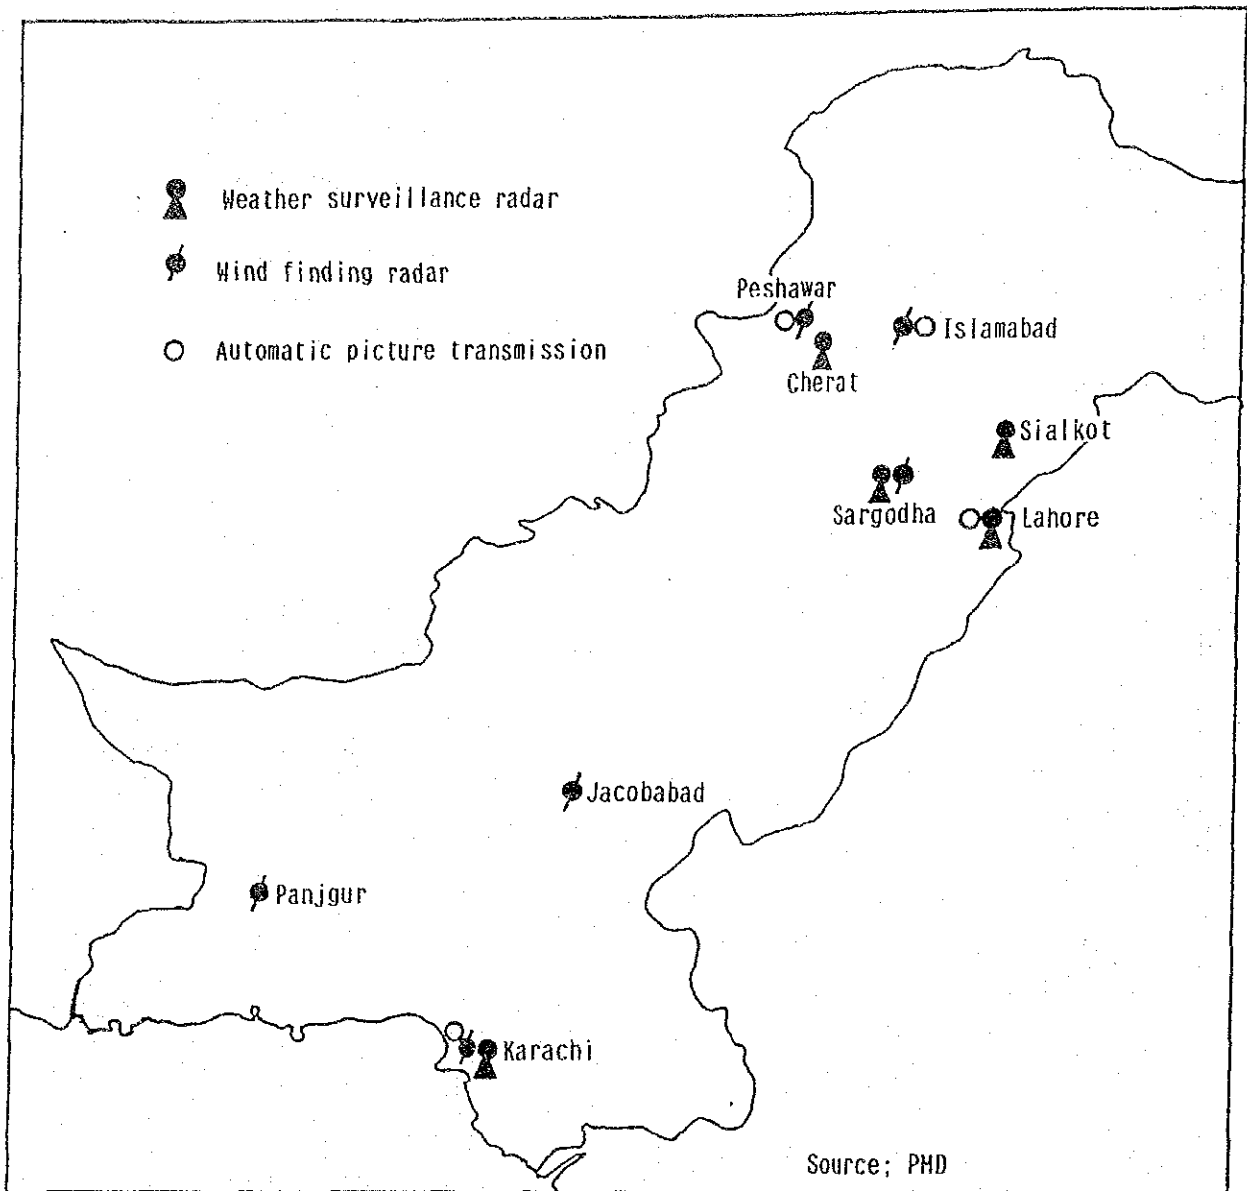 Weather surveillance radar
Wind finding radar
Automatic picture transmission
Peshawar
Islamabad
Cherat
Sialkot
Sargodha
Lahore
Jacobabad
Panjgur
Karachi
Source; PMD